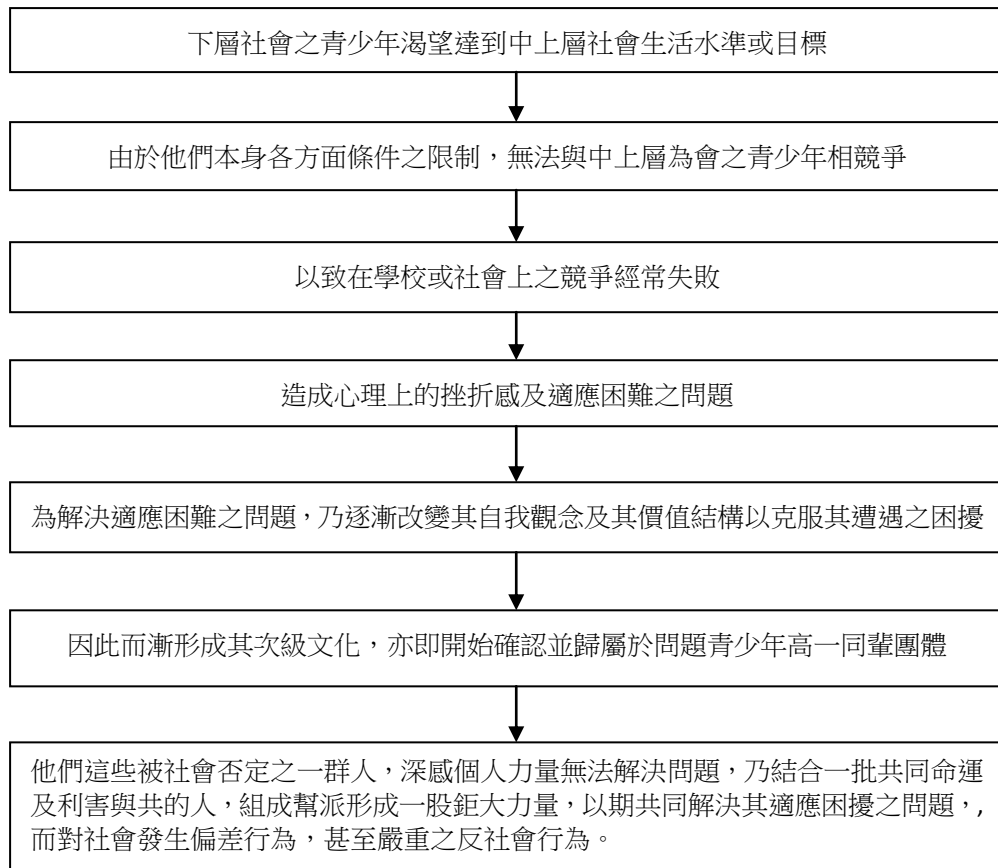 下層社會之青少年渴望達到中上層社會生活水準或目標
由於他們本身各方面條件之限制，無法與中上層為會之青少年相競爭
以致在學校或社會上之競爭經常失敗
造成心理上的挫折感及適應困難之問題
為解決適應困難之問題，乃逐漸改變其自我觀念及其價值結構以克服其遭遇之困擾
因此而漸形成其次級文化，亦即開始確認並歸屬於問題青少年高一同輩團體
他們這些被社會否定之一群人，深感個人力量無法解決問題，乃結合一批共同命運
及利害與共的人，組成幫派形成一股鉅大力量，以期共同解決其適應困擾之問題，,
而對社會發生偏差行為，甚至嚴重之反社會行為。